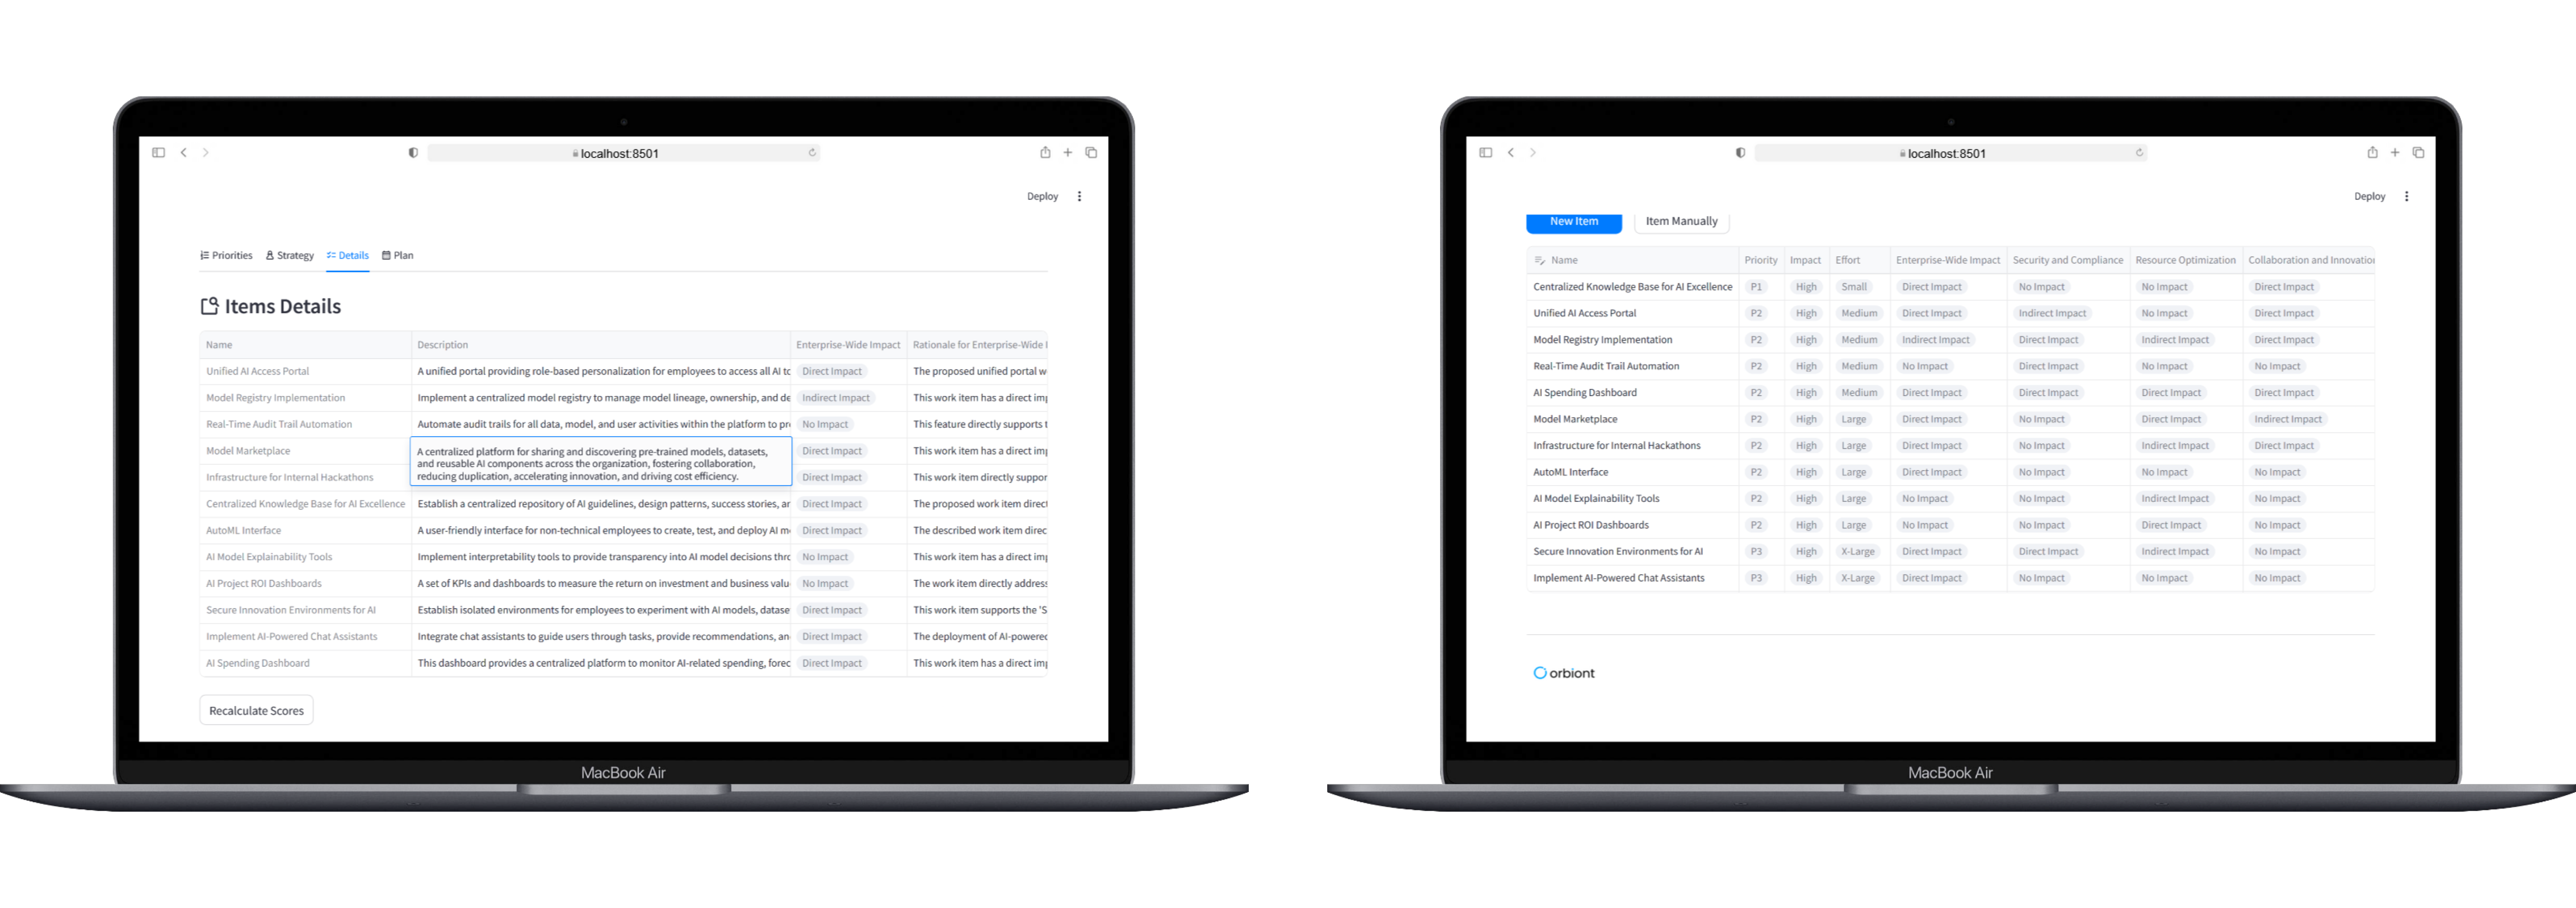 localhost:8501
Deploy
Priorities Strategy Details Plan
Items Details
Name Description Enterprise-Wide Impact Rationale for Enterprise-Wide
Unified AI Access Portal A unified portal providing role-based personalization for employees to access all AI Direct Impact The proposed unified portal
Model Registry Implementation Implement a centralized model registry to manage model lineage, ownership, and Indirect Impact This work item has a direct
Real-Time Audit Trail Automation Automate audit trails for all data, model, and user activities within the platform to No Impact This feature directly supports
Model Marketplace A centralized platform for sharing and discovering pre-trained models, datasets, Direct Impact This work item has a direct
and reusable AI components across the organization, fostering collaboration,
Infrastructure for Internal Hackathons reducing duplication, accelerating innovation, and driving cost efficiency. Direct Impact This work item directly
Centralized Knowledge Base for AI Excellence Establish a centralized repository of AI guidelines, design patterns, success stories, Direct Impact The proposed work item
AutoML Interface A user-friendly interface for non-technical employees to create, test, and deploy AI Direct Impact The described work item
AI Model Explainability Tools Implement interpretability tools to provide transparency into AI model decisions No Impact This work item has a direct
AI Project ROI Dashboards A set of KPIs and dashboards to measure the return on investment and business No Impact The work item directly
Secure Innovation Environments for AI Establish isolated environments for employees to experiment with AI models, Direct Impact This work item supports the
Implement AI-Powered Chat Assistants Integrate chat assistants to guide users through tasks, provide recommendations, Direct Impact The deployment of
AI Spending Dashboard This dashboard provides a centralized platform to monitor AI-related spending, Direct Impact This work item has a direct
Recalculate Scores
MacBook Air
localhost:8501
Deploy
New Item Item Manually
Name Priority Impact Effort Enterprise-Wide Impact Security and Compliance Resource Optimization Collaboration and Innovation
Centralized Knowledge Base for AI Excellence P1 High Small Direct Impact No Impact No Impact Direct Impact
Unified AI Access Portal P2 High Medium Direct Impact Indirect Impact No Impact Direct Impact
Model Registry Implementation P2 High Medium Indirect Impact Direct Impact Indirect Impact Direct Impact
Real-Time Audit Trail Automation P2 High Medium No Impact Direct Impact No Impact No Impact
AI Spending Dashboard P2 High Medium Direct Impact Direct Impact Direct Impact Direct Impact
Model Marketplace P2 High Large Direct Impact No Impact Direct Impact Indirect Impact
Infrastructure for Internal Hackathons P2 High Large Direct Impact No Impact Indirect Impact Direct Impact
AutoML Interface P2 High Large Direct Impact No Impact No Impact No Impact
AI Model Explainability Tools P2 High Large No Impact No Impact Indirect Impact No Impact
AI Project ROI Dashboards P2 High Large No Impact No Impact Direct Impact No Impact
Secure Innovation Environments for AI P3 High X-Large Direct Impact Direct Impact Indirect Impact No Impact
Implement AI-Powered Chat Assistants P3 High X-Large Direct Impact No Impact No Impact No Impact
orbiont
MacBook Air